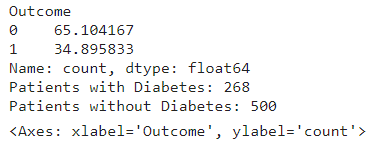 Outcome
0    65.104167
1    34.895833
Name: count, dtype: float64
Patients with Diabetes: 268
Patients without Diabetes: 500
<Axes: xlabel='Outcome', ylabel='count'>